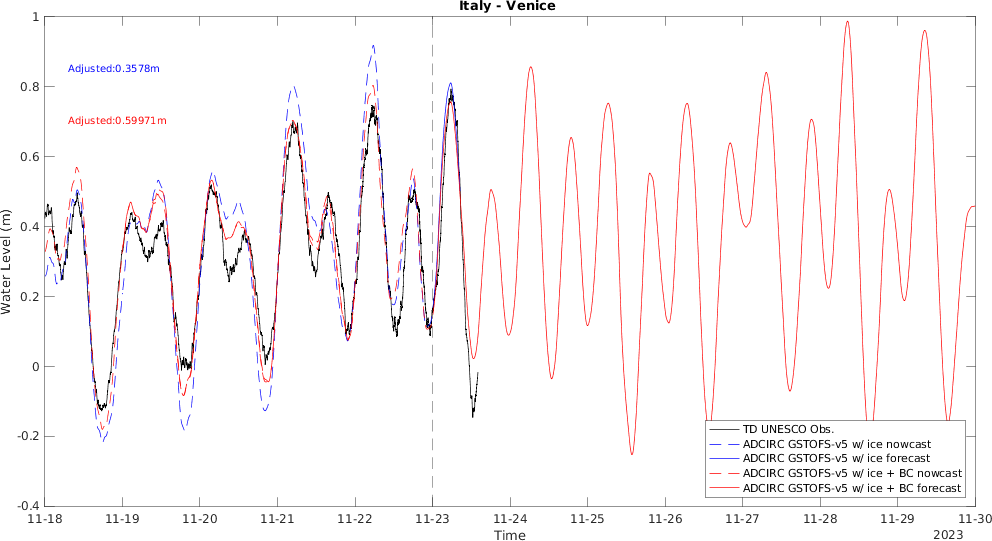 Italy - Venice
Adjusted:0.3578m
Adjusted:0.59971m
Water Level (m)
1
0.8
0.6
0.4
0.2
0
-0.2
-0.4
TD UNESCO Obs.
ADCIRC GSTOFS-v5 w/ ice nowcast
ADCIRC GSTOFS-v5 w/ ice forecast
ADCIRC GSTOFS-v5 w/ ice + BC nowcast
ADCIRC GSTOFS-v5 w/ ice + BC forecast
11-18 11-19 11-20 11-21 11-22 11-23 11-24 11-25 11-26 11-27 11-28 11-29 11-30
Time
2023